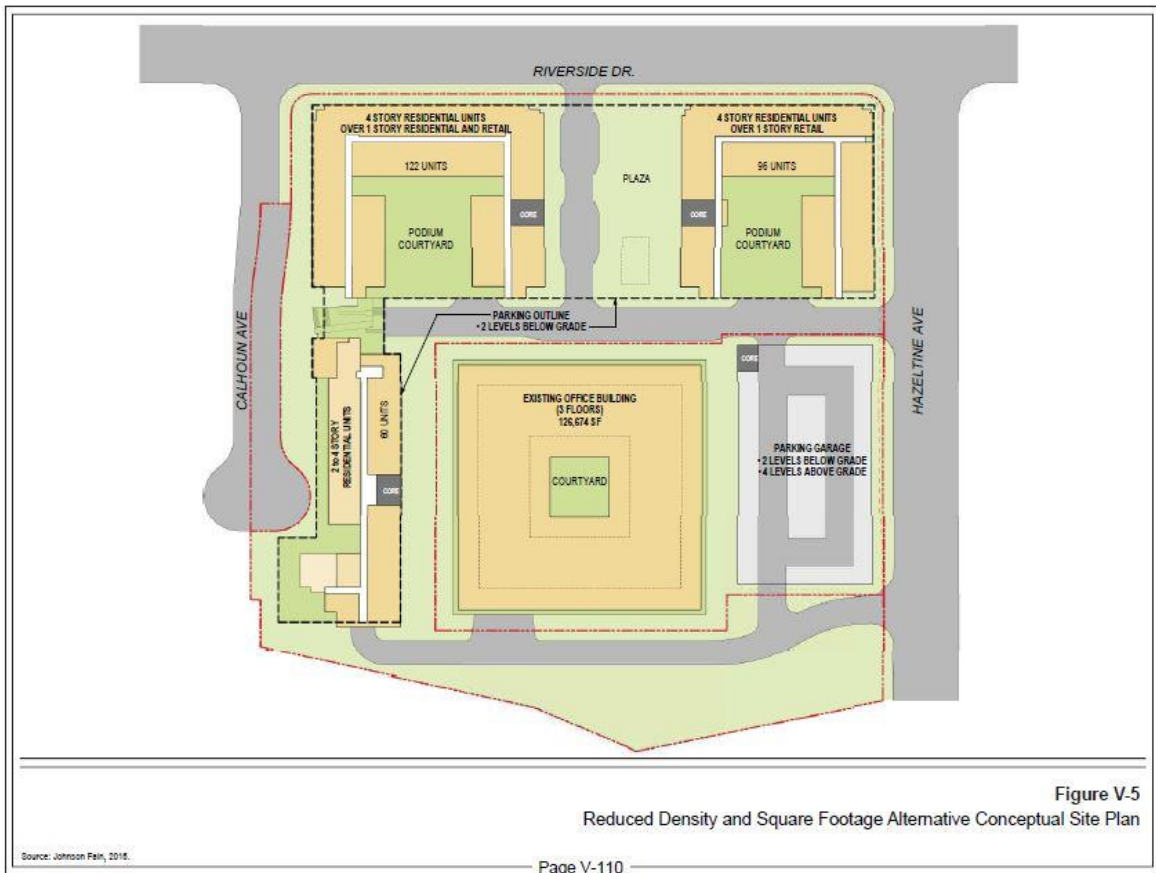 RIVERSIDE DR.
4 STORY RESIDENTIAL UNITS
OVER 1 STORY RESIDENTIAL AND RETAIL
122 UNITS
CORE
PODIUM
COURTYARD
PLAZA
4 STORY RESIDENTIAL UNITS
OVER 1 STORY RETAIL
96 UNITS
CORE
PODIUM
COURTYARD
CALHOUN AVE
HAZELTINE AVE
PARKING OUTLINE
• 2 LEVELS BELOW GRADE
2 to 4 STORY
RESIDENTIAL UNITS
60 UNITS
CORE
EXISTING OFFICE BUILDING
(3 FLOORS)
126,674 SF
COURTYARD
CORE
PARKING GARAGE
• 2 LEVELS BELOW GRADE
• 4 LEVELS ABOVE GRADE
Figure V-5
Reduced Density and Square Footage Alternative Conceptual Site Plan
Source: Johnson Fain, 2015.
Page V-110